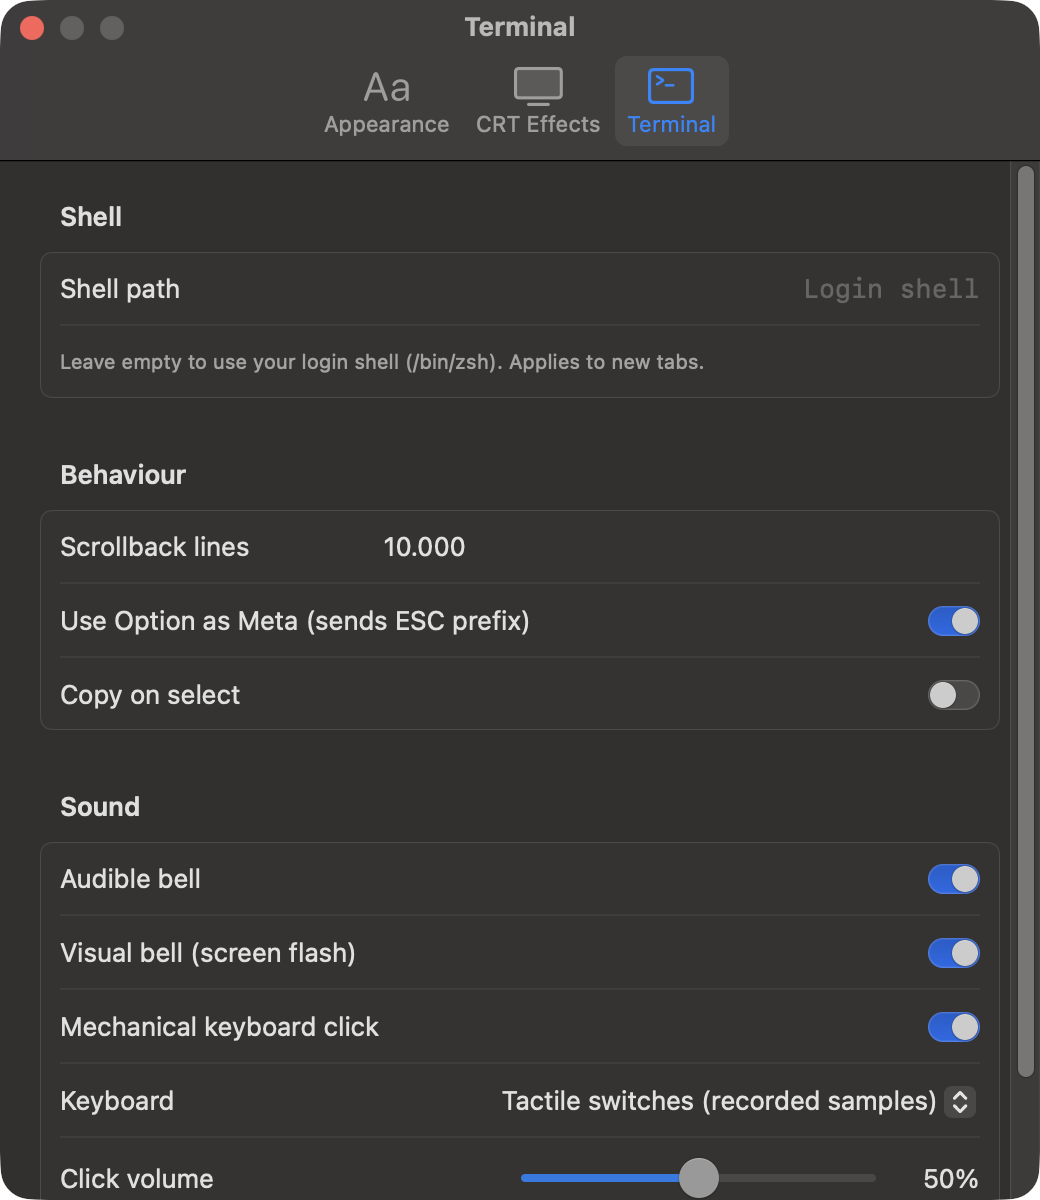 Terminal
Aa
Appearance
CRT Effects
>-
Terminal
Shell
Shell path Login shell
Leave empty to use your login shell (/bin/zsh). Applies to new tabs.
Behaviour
Scrollback lines 10.000
Use Option as Meta (sends ESC prefix)
Copy on select
Sound
Audible bell
Visual bell (screen flash)
Mechanical keyboard click
Keyboard Tactile switches (recorded samples)
Click volume 50%